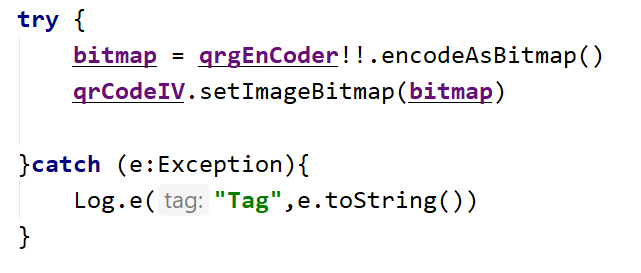 try {
bitmap = qrgEnCoder!!.encodeAsBitmap()
qrCodeIV.setImageBitmap(bitmap)
}catch (e:Exception){
Log.e( tag: "Tag",e.toString())
}